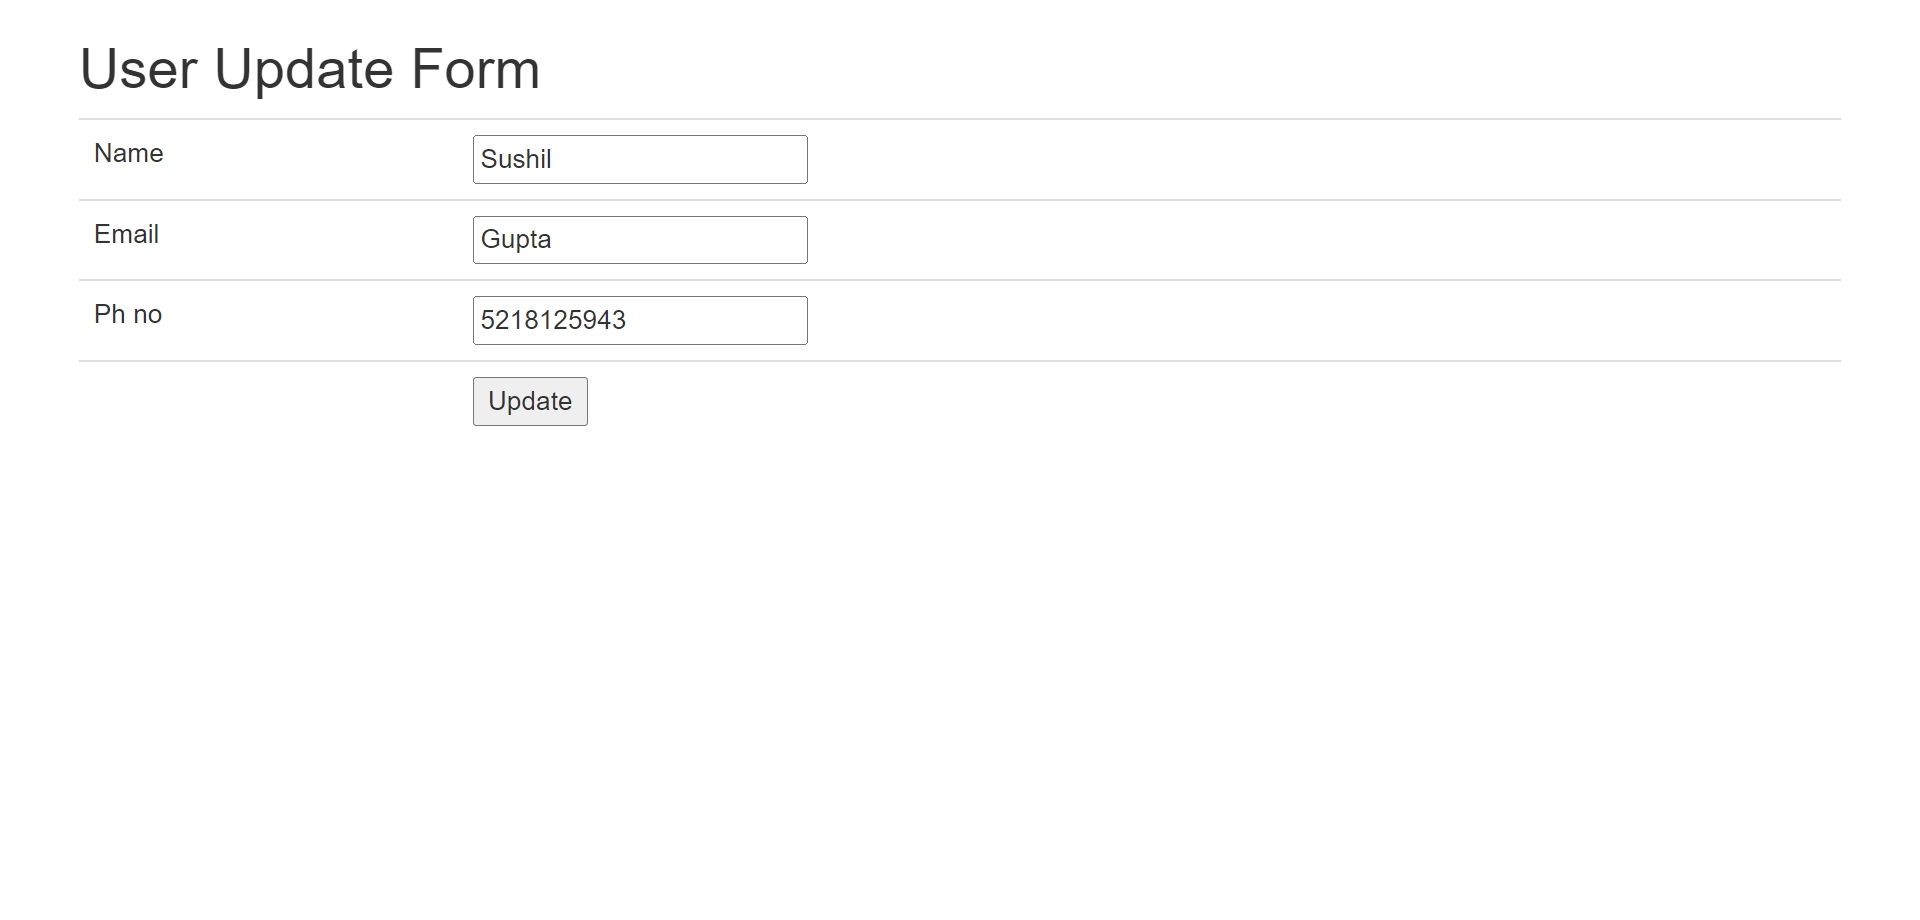 User Update Form
Name Sushil
Email Gupta
Ph no 5218125943
Update